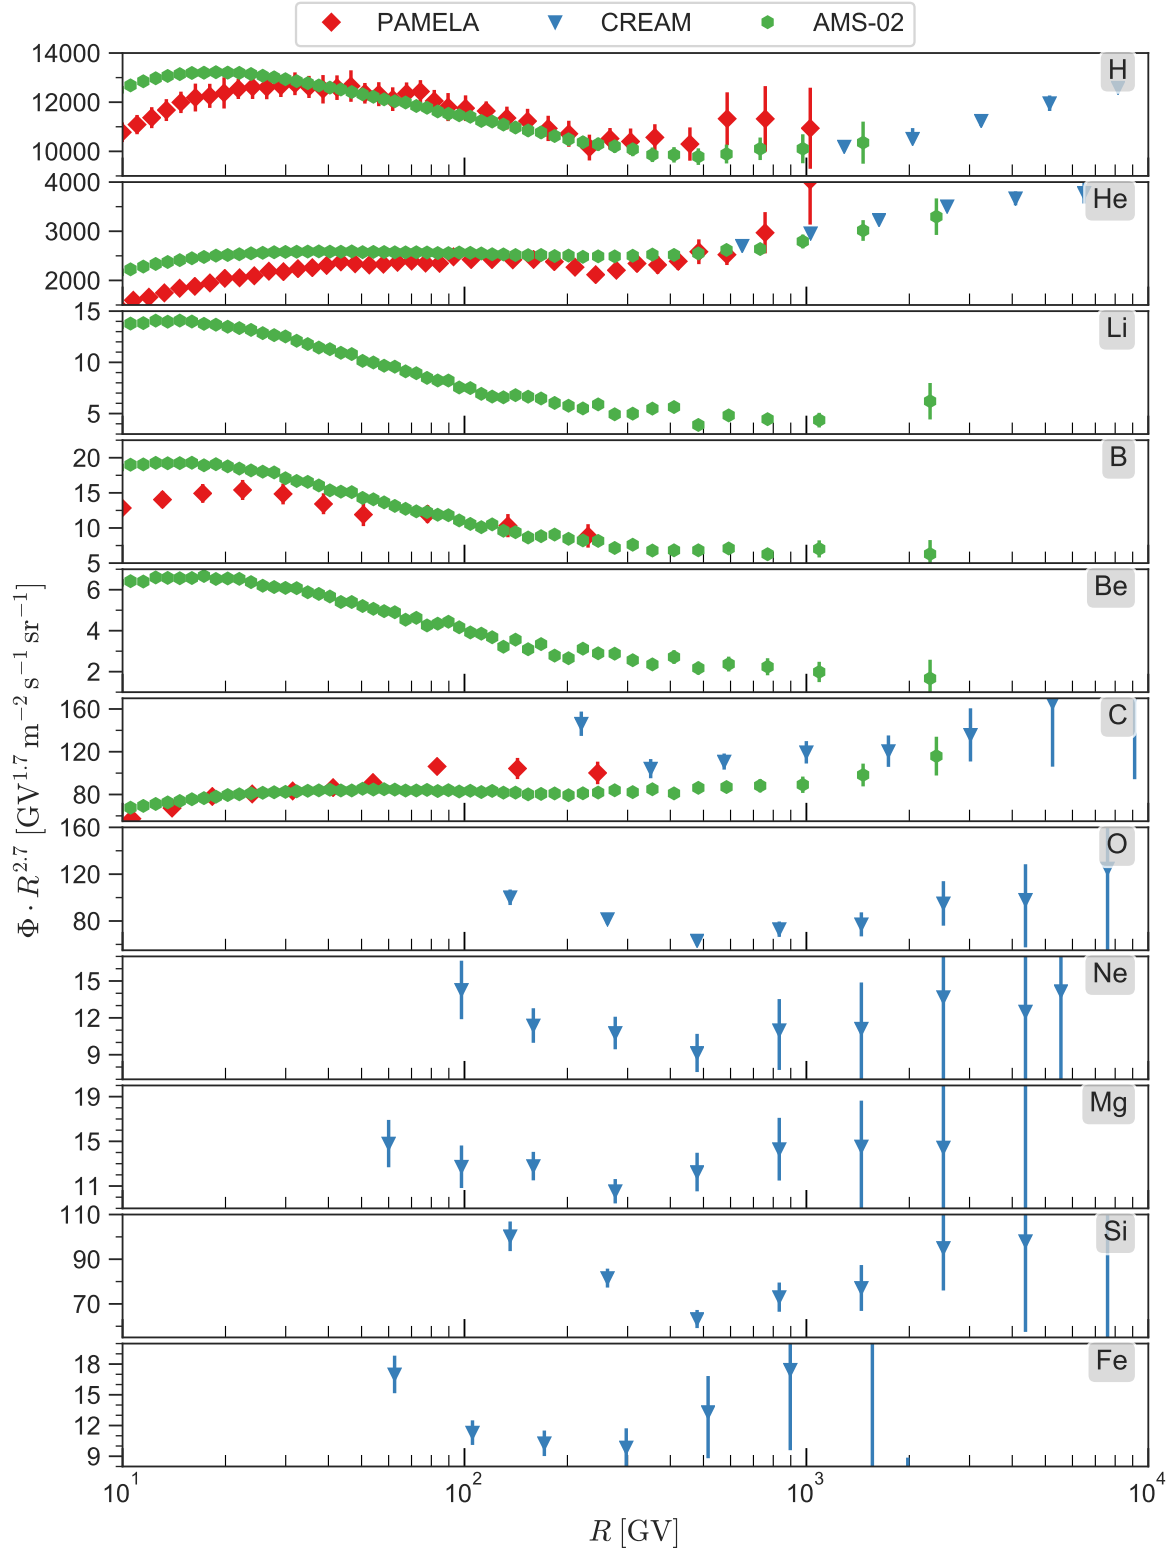 PAMELA CREAM AMS-02
14000
12000
10000
H
4000
3000
2000
He
15
10
5
Li
20
15
10
5
B
6
4
2
Be
160
120
80
C
160
120
80
O
15
12
9
Ne
19
15
11
Mg
110
90
70
Si
18
15
12
9
Fe
Φ · R^2.7 [GV^1.7 m^−2 s^−1 sr^−1]
10^1 10^2 10^3 10^4
R [GV]